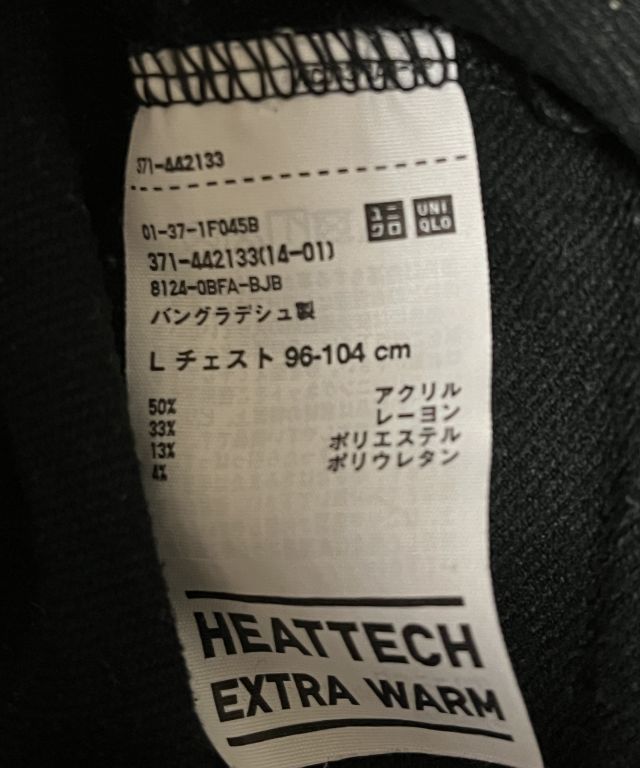 371-442133
01-37-1F045B
ユニクロ UNIQLO
371-442133(14-01)
8124-0BFA-BJB
バングラデシュ製
L チェスト 96-104 cm
50% アクリル
33% レーヨン
13% ポリエステル
4% ポリウレタン
HEATTECH
EXTRA WARM